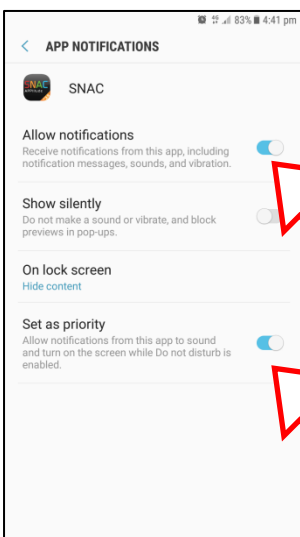 83% 4:41 pm
APP NOTIFICATIONS
SNAC
SNAC
Allow notifications
Receive notifications from this app, including
notification messages, sounds, and vibration.
Show silently
Do not make a sound or vibrate, and block
previews in pop-ups.
On lock screen
Hide content
Set as priority
Allow notifications from this app to sound
and turn on the screen while Do not disturb is
enabled.